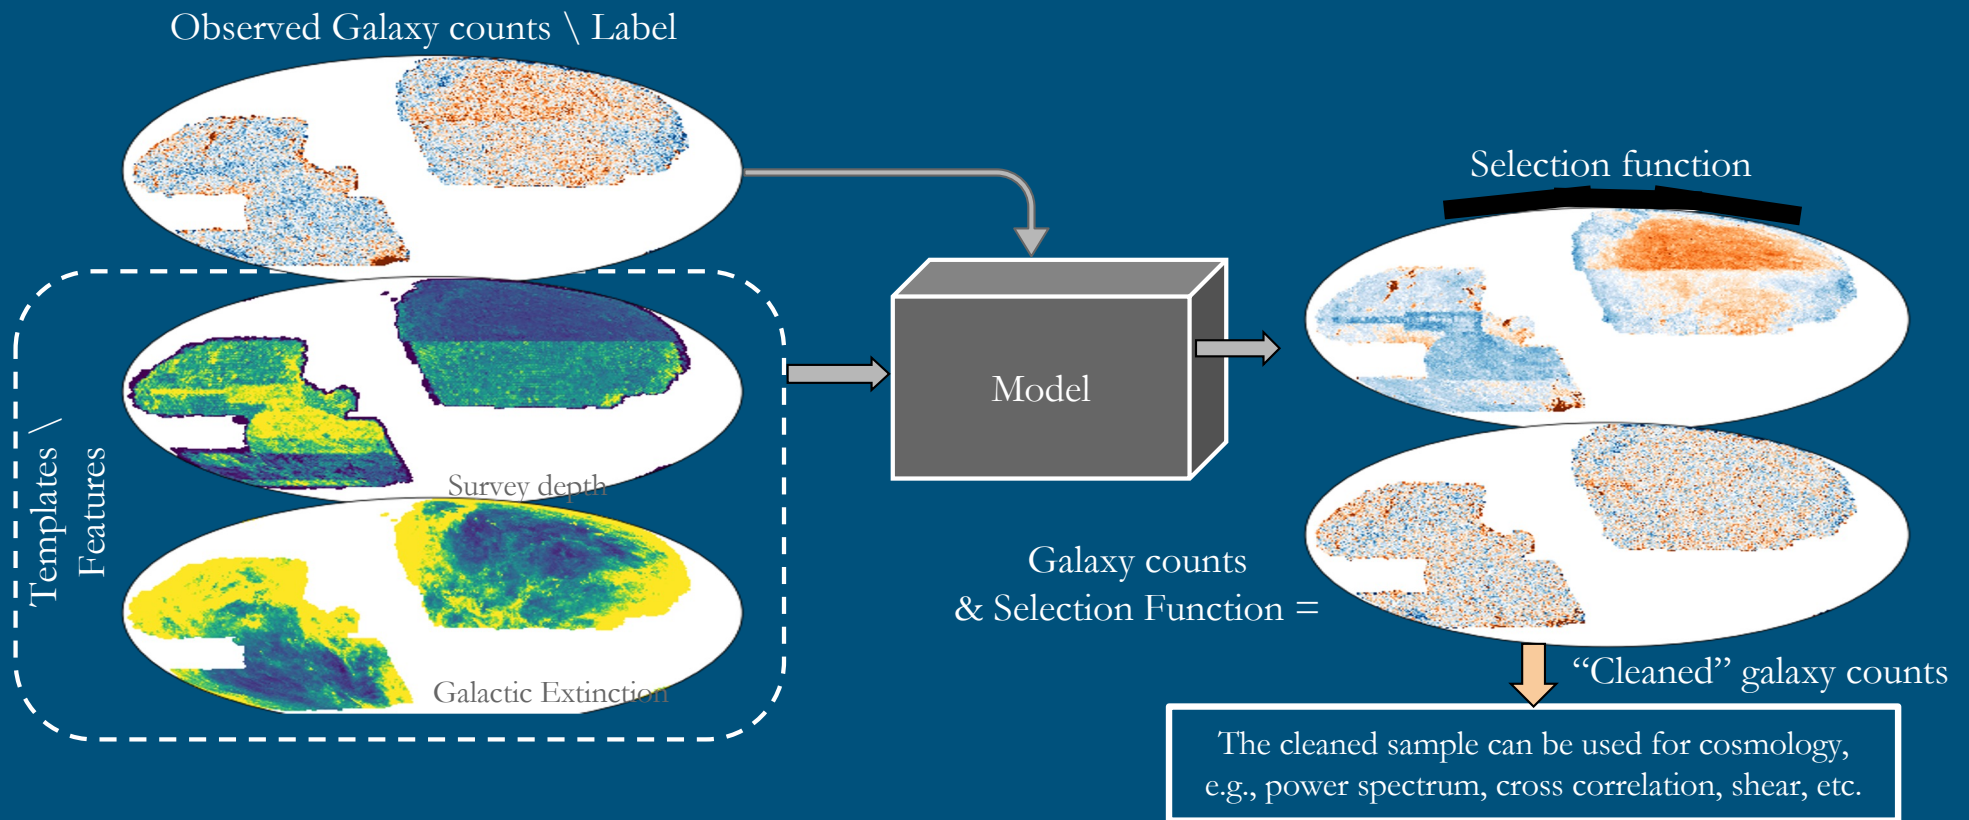 Observed Galaxy counts \ Label
Templates \
Features
Survey depth
Galactic Extinction
Model
Selection function
Galaxy counts
& Selection Function =
“Cleaned” galaxy counts
The cleaned sample can be used for cosmology,
e.g., power spectrum, cross correlation, shear, etc.